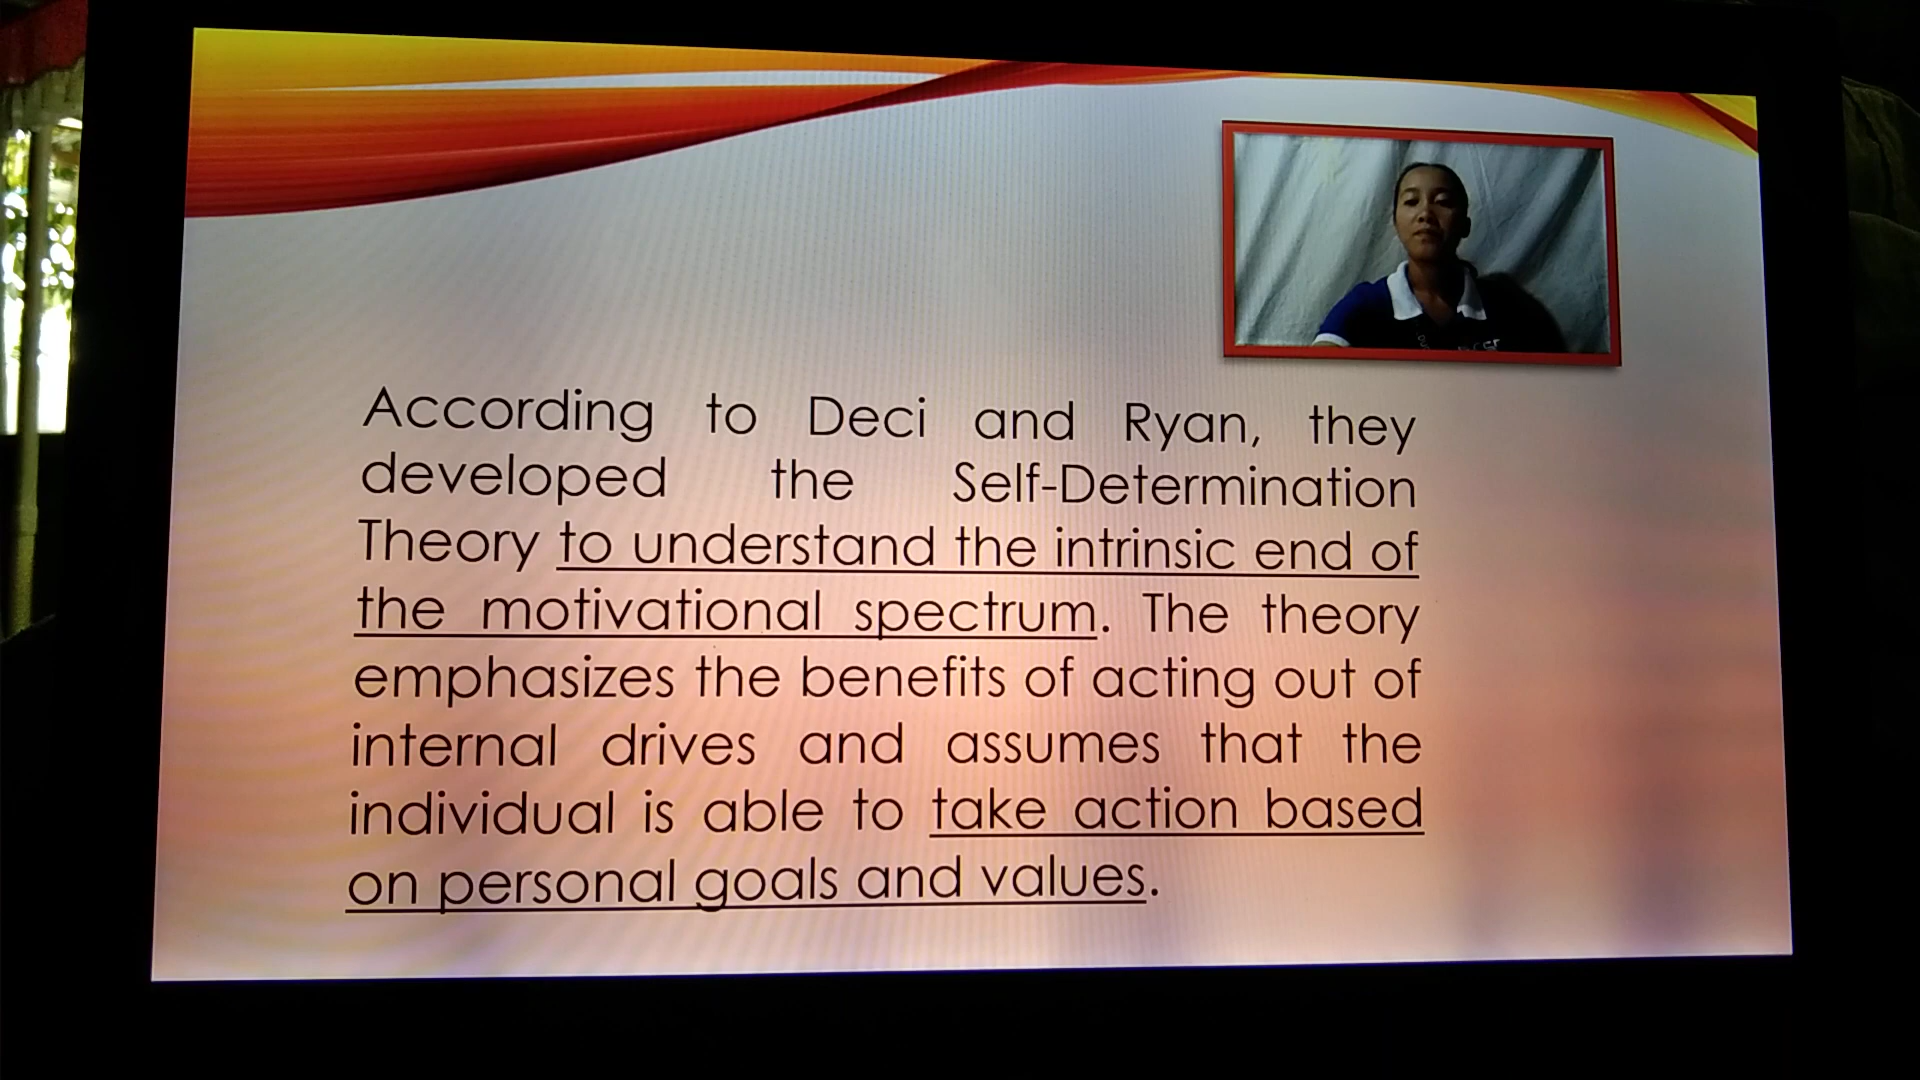 According to Deci and Ryan, they
developed the Self-Determination
Theory to understand the intrinsic end of
the motivational spectrum. The theory
emphasizes the benefits of acting out of
internal drives and assumes that the
individual is able to take action based
on personal goals and values.